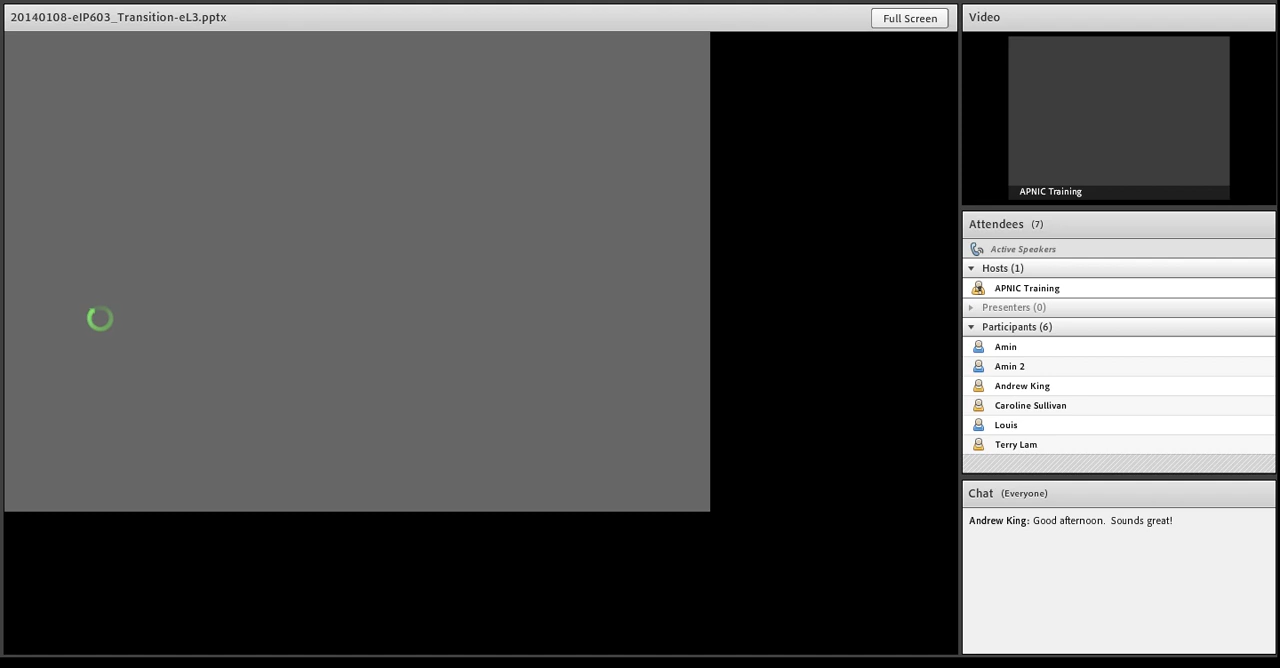 20140108-eIP603_Transition-eL3.pptx
Full Screen
Video
APNIC Training
Attendees (7)
Active Speakers
Hosts (1)
APNIC Training
Presenters (0)
Participants (6)
Amin
Amin 2
Andrew King
Caroline Sullivan
Louis
Terry Lam
Chat (Everyone)
Andrew King: Good afternoon. Sounds great!